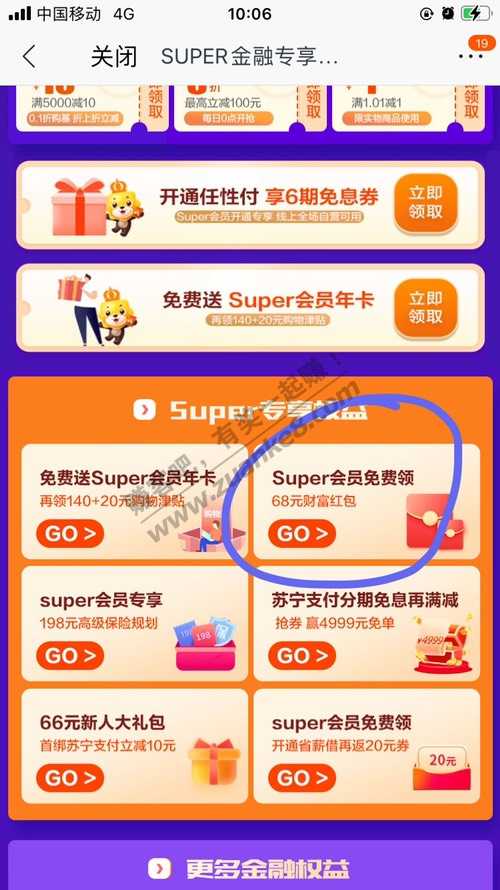 中国移动 4G
10:06
关闭 SUPER金融专享...
19
满5000减10
0.1折购基 折上折立减
领取
最高立减100元
每日0点开抢
领取
满1.01减1
限实物商品使用
领取
开通任性付 享6期免息券
Super会员开通专享 线上全场自营可用
立即
领取
免费送 Super会员年卡
再领140+20元购物津贴
立即
领取
Super专享权益
免费送Super会员年卡
再领140+20元购物津贴
GO >
Super会员免费领
68元财富红包
GO >
super会员专享
198元高级保险规划
GO >
198
保
苏宁支付分期免息再满减
抢券 赢4999元免单
GO >
¥4999
66元新人大礼包
首绑苏宁支付立减10元
GO >
super会员免费领
开通省薪借再返20元券
GO >
20元
更多金融权益
赚客吧,有奖一起赚!
www.zuanke8.com